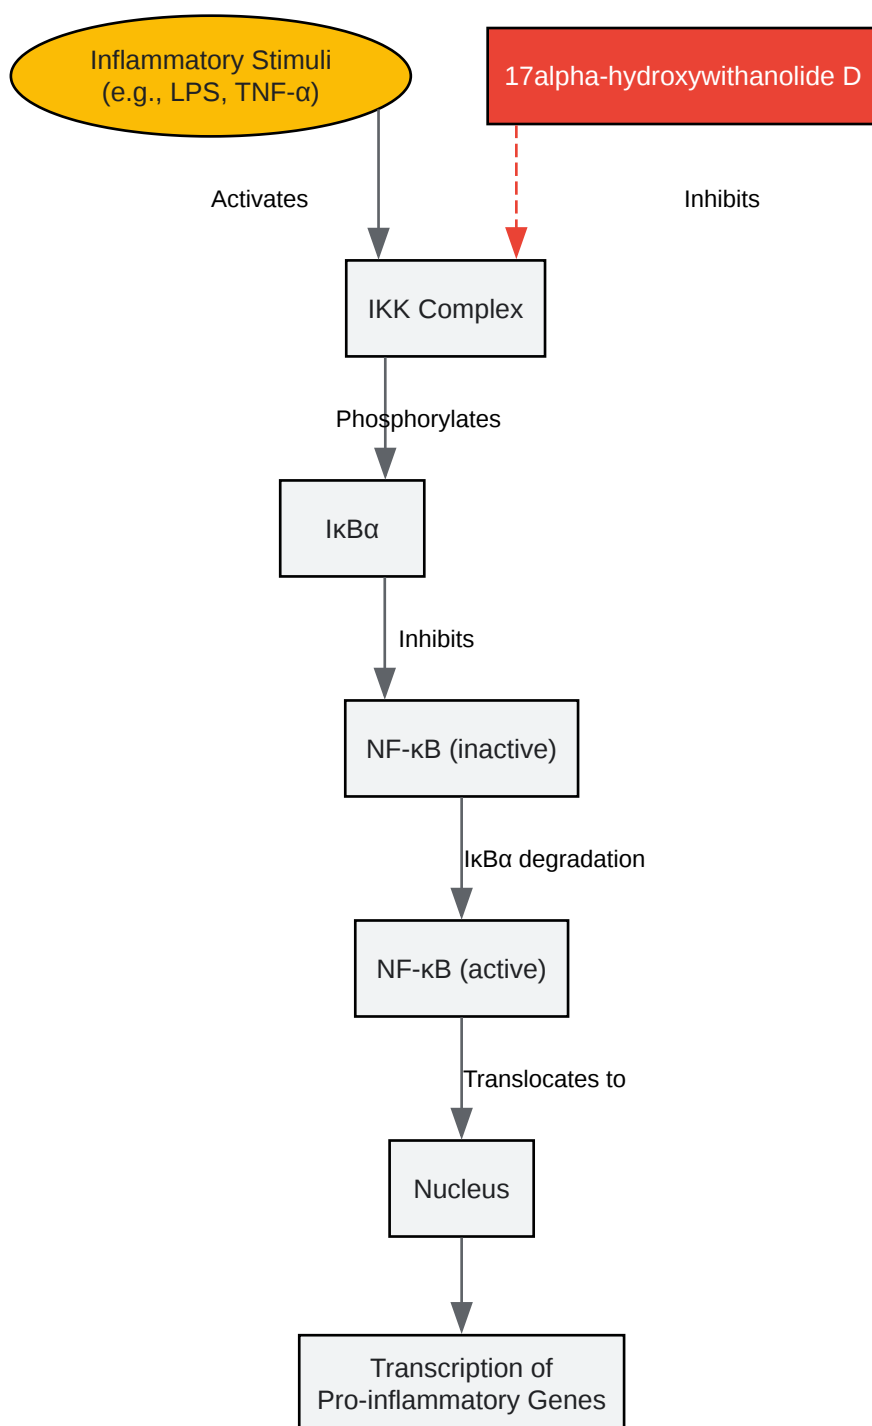 Inflammatory Stimuli
(e.g., LPS, TNF-α)
17alpha-hydroxywithanolide D
Activates
Inhibits
IKK Complex
Phosphorylates
IκBα
Inhibits
NF-κB (inactive)
IκBα degradation
NF-κB (active)
Translocates to
Nucleus
Transcription of
Pro-inflammatory Genes